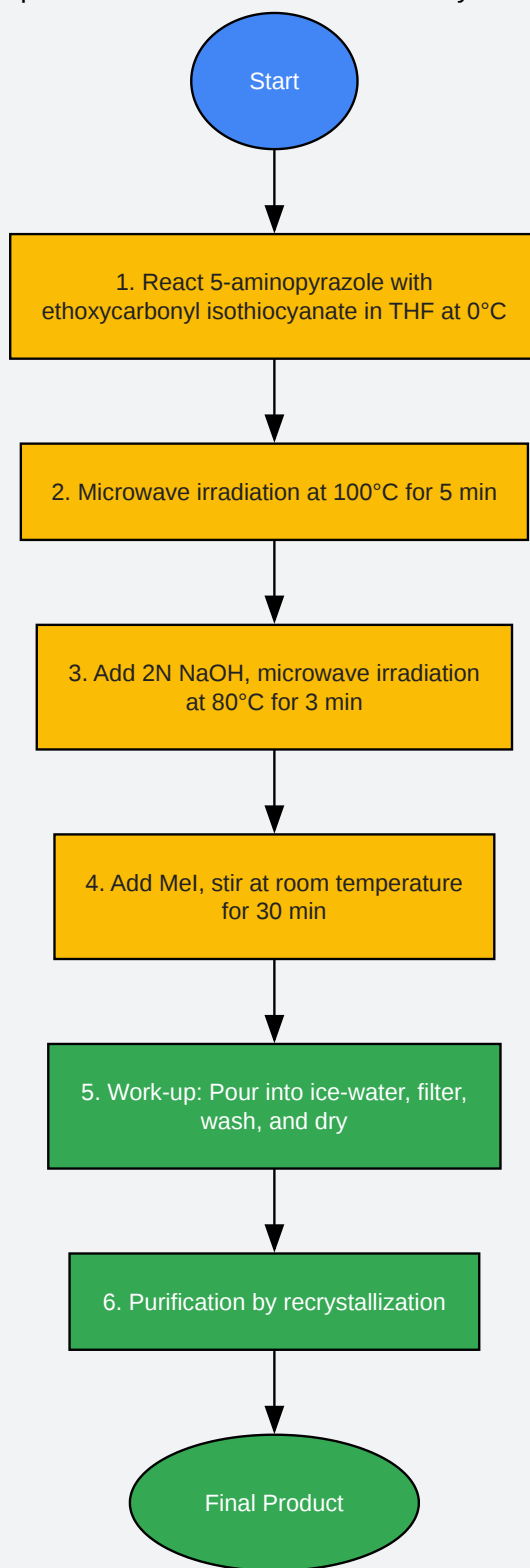 Start
1. React 5-aminopyrazole with
ethoxycarbonyl isothiocyanate in THF at 0°C
2. Microwave irradiation at 100°C for 5 min
3. Add 2N NaOH, microwave irradiation
at 80°C for 3 min
4. Add MeI, stir at room temperature
for 30 min
5. Work-up: Pour into ice-water, filter,
wash, and dry
6. Purification by recrystallization
Final Product